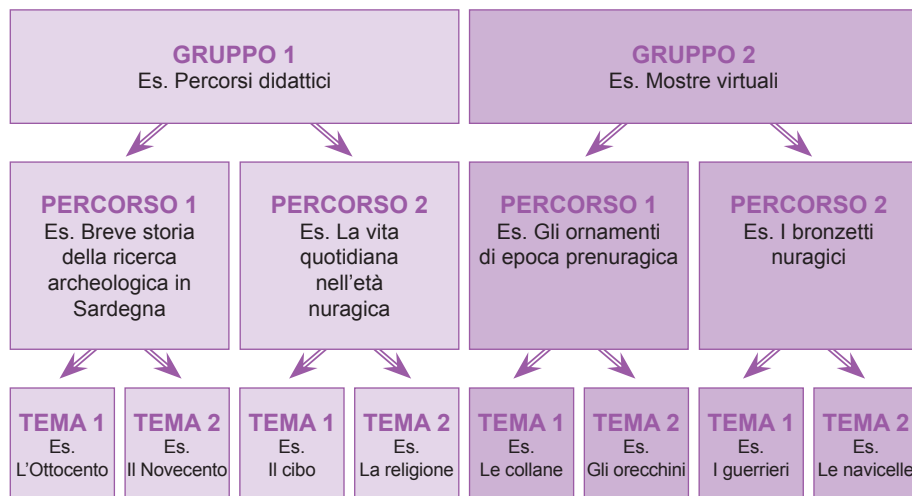 GRUPPO 1
Es. Percorsi didattici
GRUPPO 2
Es. Mostre virtuali
PERCORSO 1
Es. Breve storia
della ricerca
archeologica in
Sardegna
PERCORSO 2
Es. La vita
quotidiana
nell'età
nuragica
PERCORSO 1
Es. Gli ornamenti
di epoca prenuragica
PERCORSO 2
Es. I bronzetti
nuragici
TEMA 1
Es.
L'Ottocento
TEMA 2
Es.
Il Novecento
TEMA 1
Es.
Il cibo
TEMA 2
Es.
La religione
TEMA 1
Es.
Le collane
TEMA 2
Es.
Gli orecchini
TEMA 1
Es.
I guerrieri
TEMA 2
Es.
Le navicelle